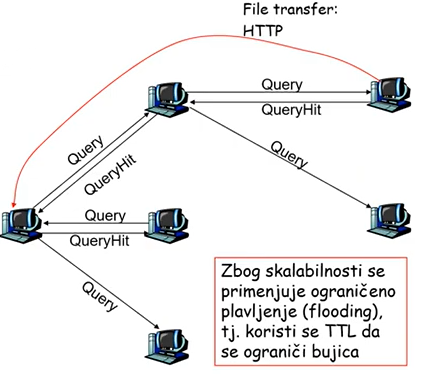 File transfer:
HTTP
Query
QueryHit
Query
QueryHit
Query
Query
QueryHit
Query
Zbog skalabilnosti se
primenjuje ograničeno
plavljenje (flooding),
tj. koristi se TTL da
se ograniči bujica